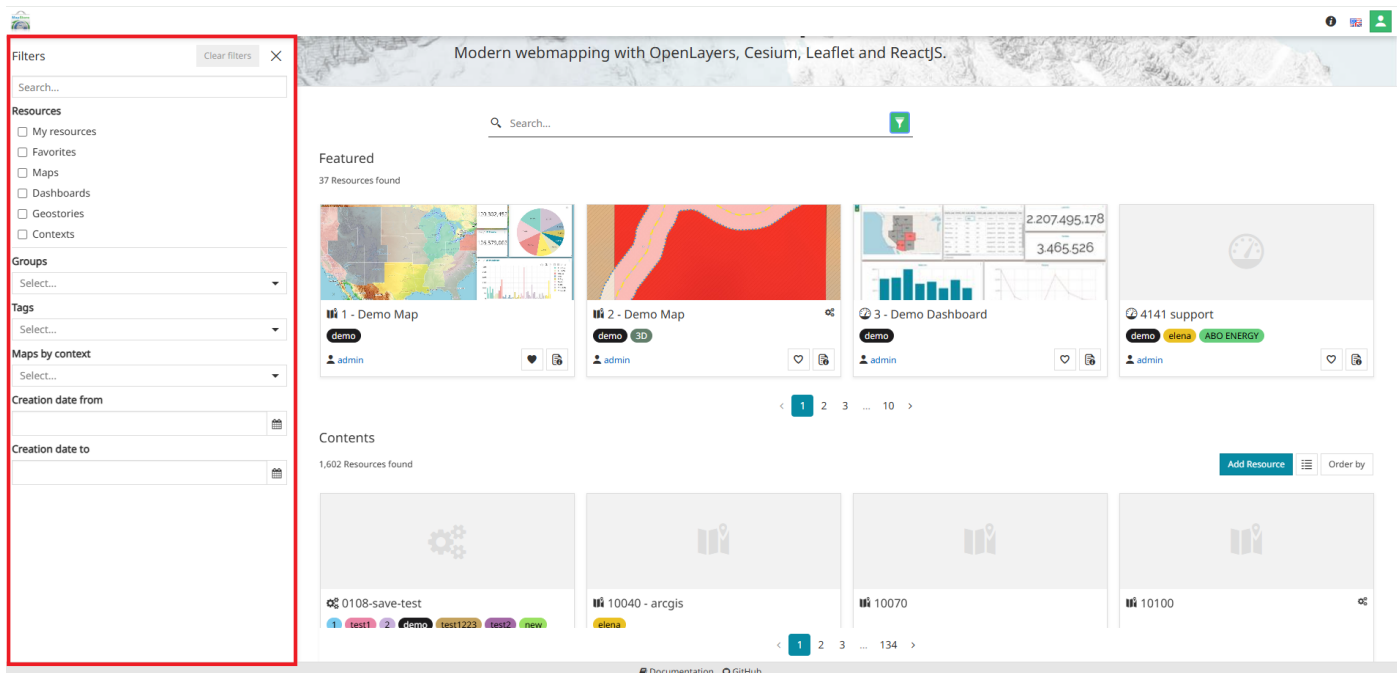 Modern webmapping with OpenLayers, Cesium, Leaflet and ReactJS.
Filters
Clear filters
Search...
Resources
My resources
Favorites
Maps
Dashboards
Geostories
Contexts
Groups
Select...
Tags
Select...
Maps by context
Select...
Creation date from
Creation date to
Search...
Featured
37 Resources found
2.207.495.178
3.465.526
1 - Demo Map
2 - Demo Map
3 - Demo Dashboard
4141 support
demo
demo 3D
demo
demo elena ABO ENERGY
admin
admin
admin
< 1 2 3 ... 10 >
Contents
1,602 Resources found
Add Resource
Order by
0108-save-test
10040 - arcgis
10070
10100
1 test1 2 demo test1223 test2 new
elena
< 1 2 3 ... 134 >
Documentation GitHub